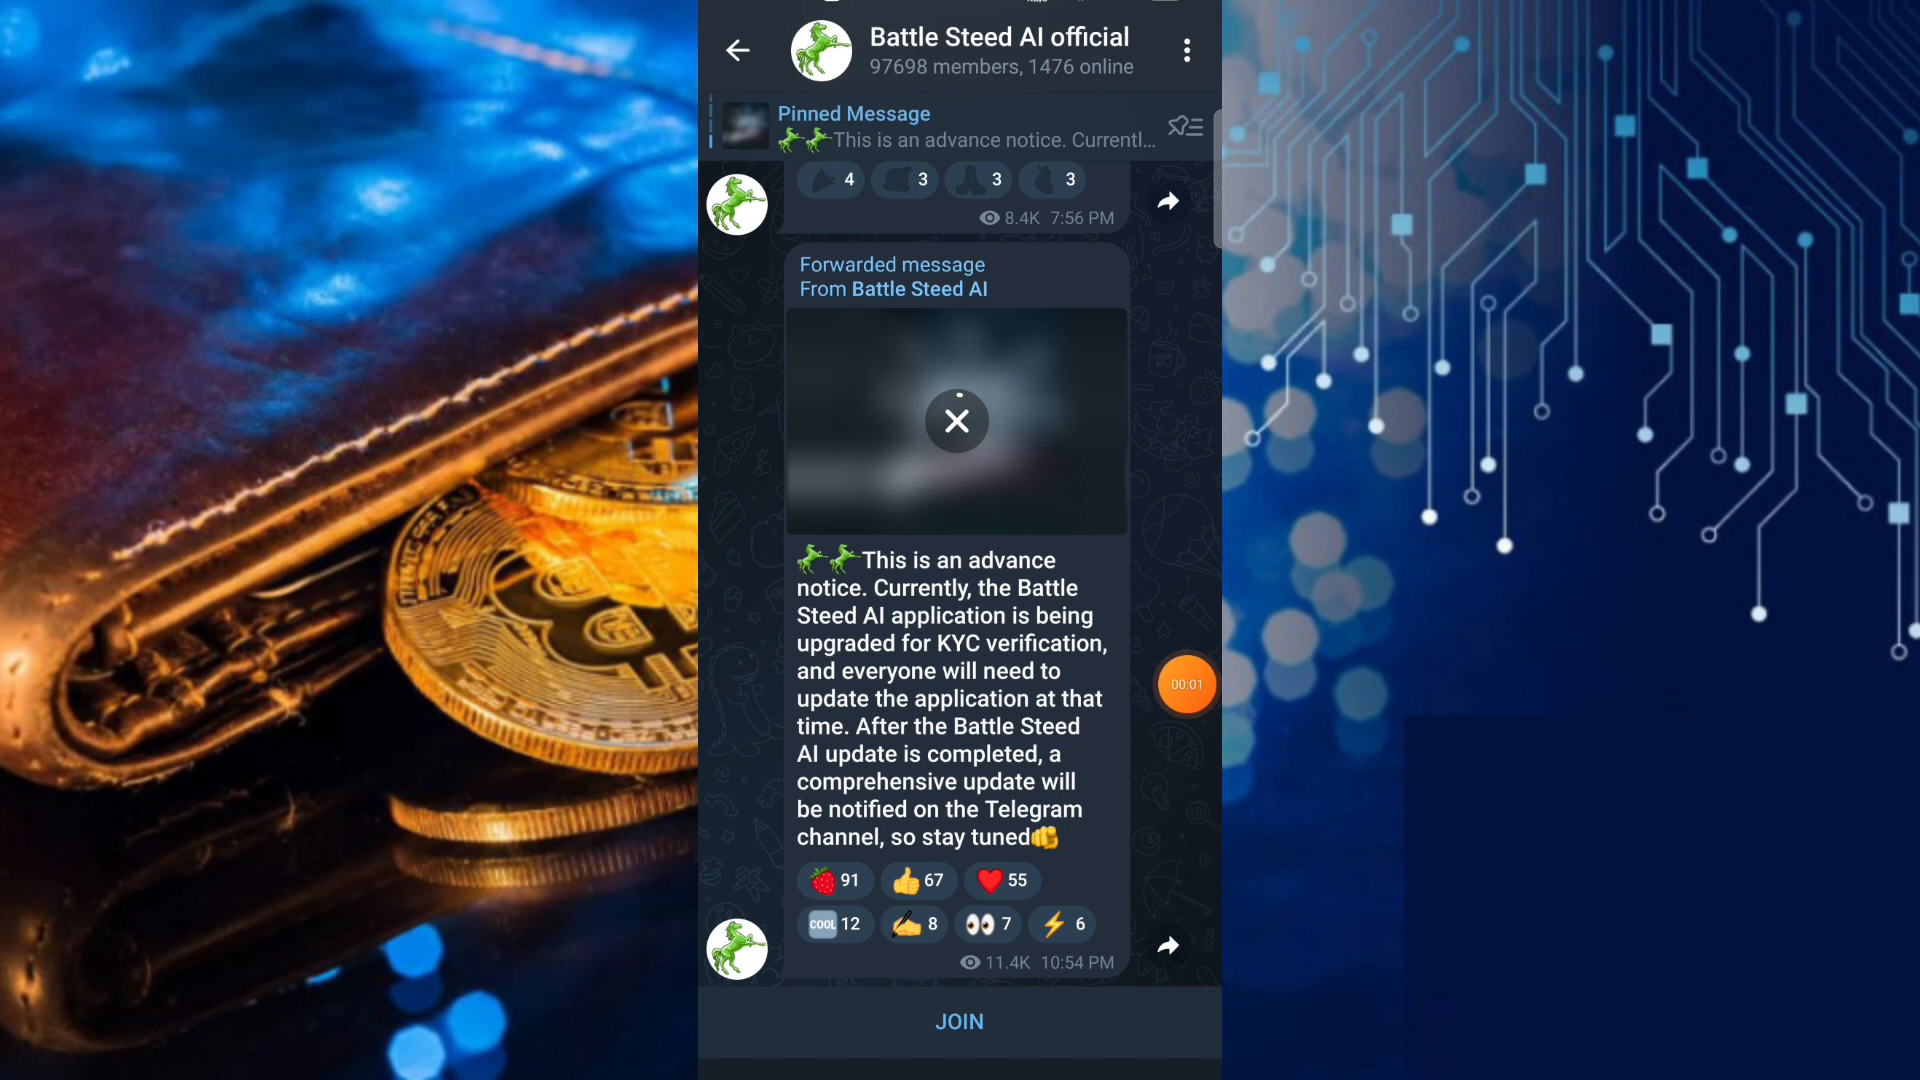 Battle Steed AI official
97698 members, 1476 online
Pinned Message
This is an advance notice. Currentl...
4 3 3 3
8.4K 7:56 PM
Forwarded message
From Battle Steed AI
This is an advance
notice. Currently, the Battle
Steed AI application is being
upgraded for KYC verification,
and everyone will need to
update the application at that
time. After the Battle Steed
AI update is completed, a
comprehensive update will
be notified on the Telegram
channel, so stay tuned
00:01
91 67 55
COOL 12 8 7 6
11.4K 10:54 PM
JOIN